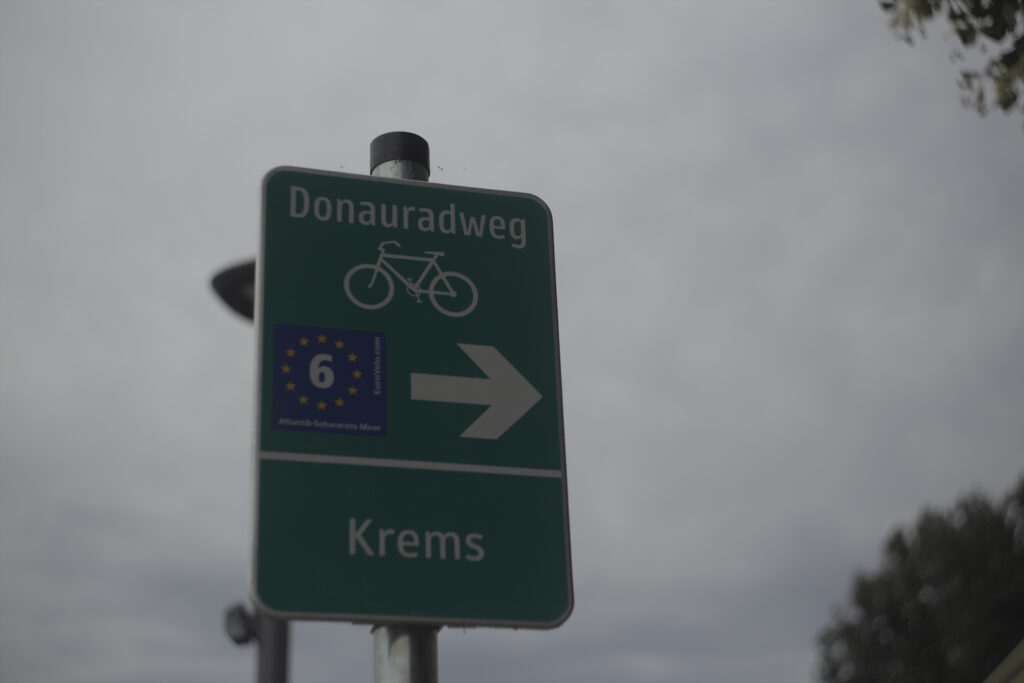 Donauradweg
6
EuroVelo.com
Atlantik-Schwarzes Meer
Krems